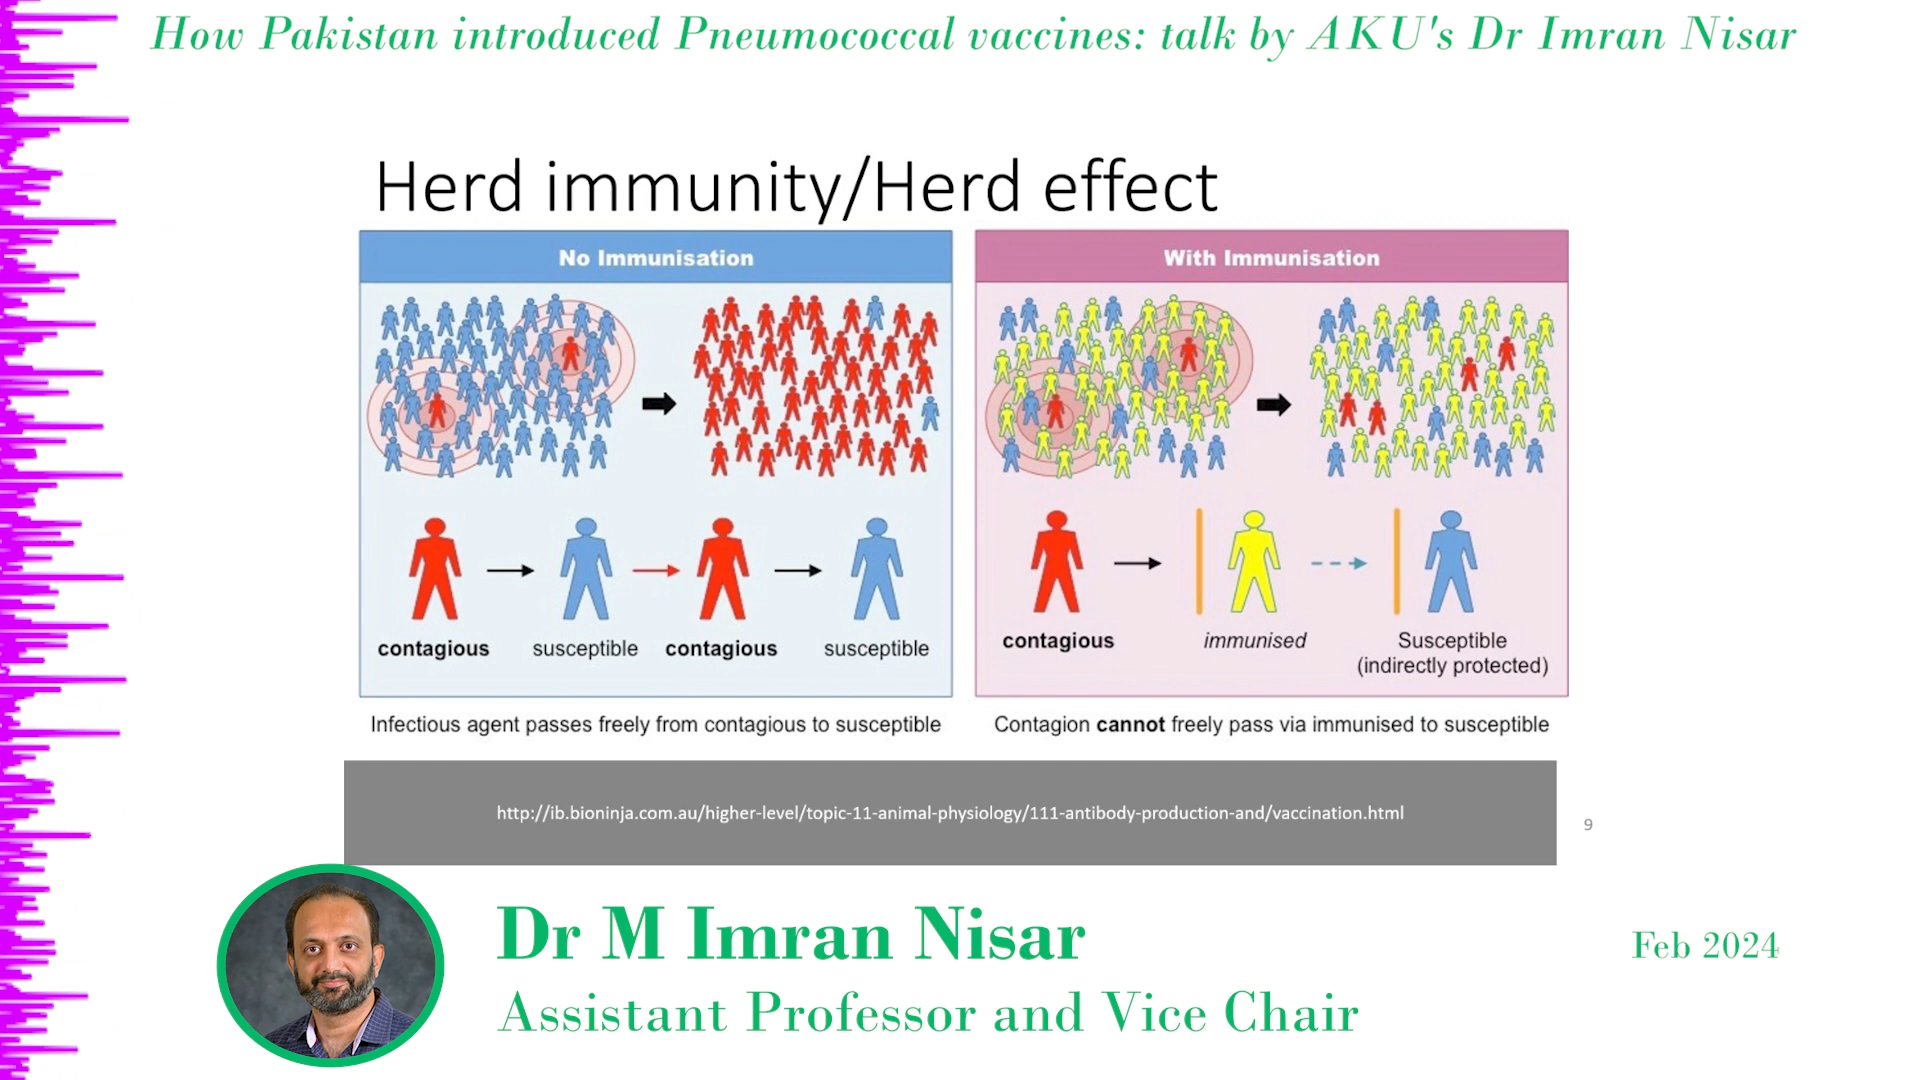 How Pakistan introduced Pneumococcal vaccines: talk by AKU's Dr Imran Nisar
Herd immunity/Herd effect
No Immunisation
contagious susceptible contagious susceptible
Infectious agent passes freely from contagious to susceptible
With Immunisation
contagious immunised Susceptible
(indirectly protected)
Contagion cannot freely pass via immunised to susceptible
http://ib.bioninja.com.au/higher-level/topic-11-animal-physiology/111-antibody-production-and/vaccination.html
9
Dr M Imran Nisar
Assistant Professor and Vice Chair
Feb 2024